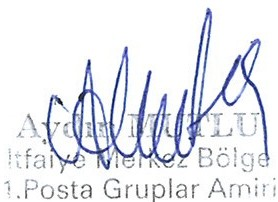 Aydın MUTLU
İtfaiye Merkez Bölge
1.Posta Gruplar Amiri